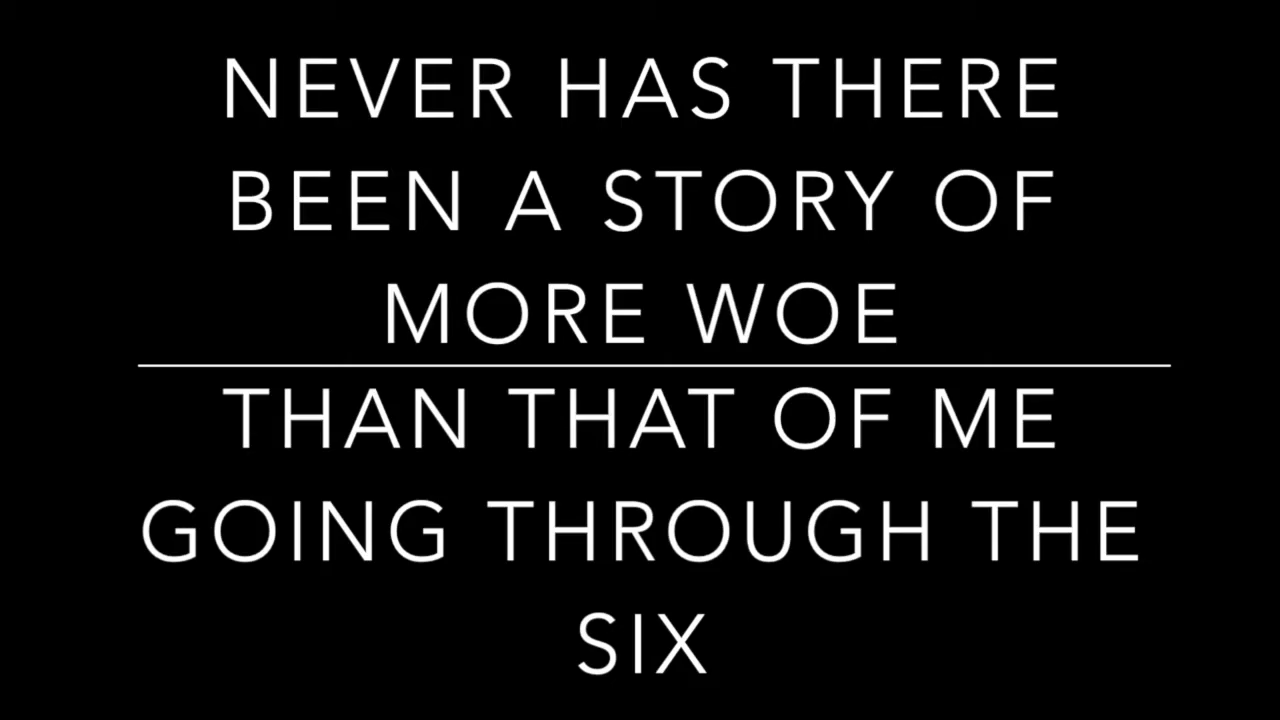 NEVER HAS THERE
BEEN A STORY OF
MORE WOE
THAN THAT OF ME
GOING THROUGH THE
SIX